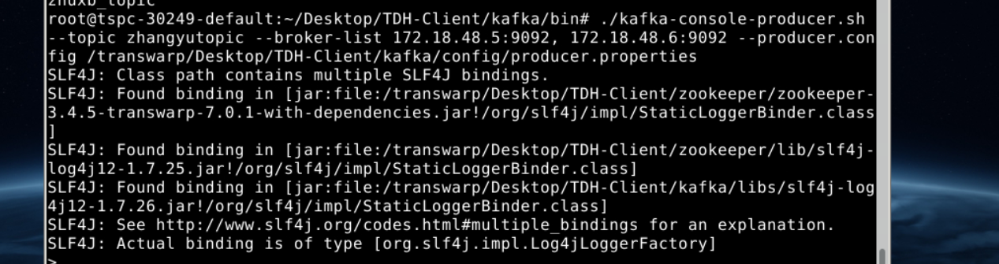 zhuxb_topic
root@tspc-30249-default:~/Desktop/TDH-Client/kafka/bin# ./kafka-console-producer.sh
--topic zhangyutopic --broker-list 172.18.48.5:9092, 172.18.48.6:9092 --producer.con
fig /transwarp/Desktop/TDH-Client/kafka/config/producer.properties
SLF4J: Class path contains multiple SLF4J bindings.
SLF4J: Found binding in [jar:file:/transwarp/Desktop/TDH-Client/zookeeper/zookeeper-
3.4.5-transwarp-7.0.1-with-dependencies.jar!/org/slf4j/impl/StaticLoggerBinder.class
]
SLF4J: Found binding in [jar:file:/transwarp/Desktop/TDH-Client/zookeeper/lib/slf4j-
log4j12-1.7.25.jar!/org/slf4j/impl/StaticLoggerBinder.class]
SLF4J: Found binding in [jar:file:/transwarp/Desktop/TDH-Client/kafka/libs/slf4j-log
4j12-1.7.26.jar!/org/slf4j/impl/StaticLoggerBinder.class]
SLF4J: See http://www.slf4j.org/codes.html#multiple_bindings for an explanation.
SLF4J: Actual binding is of type [org.slf4j.impl.Log4jLoggerFactory]
>